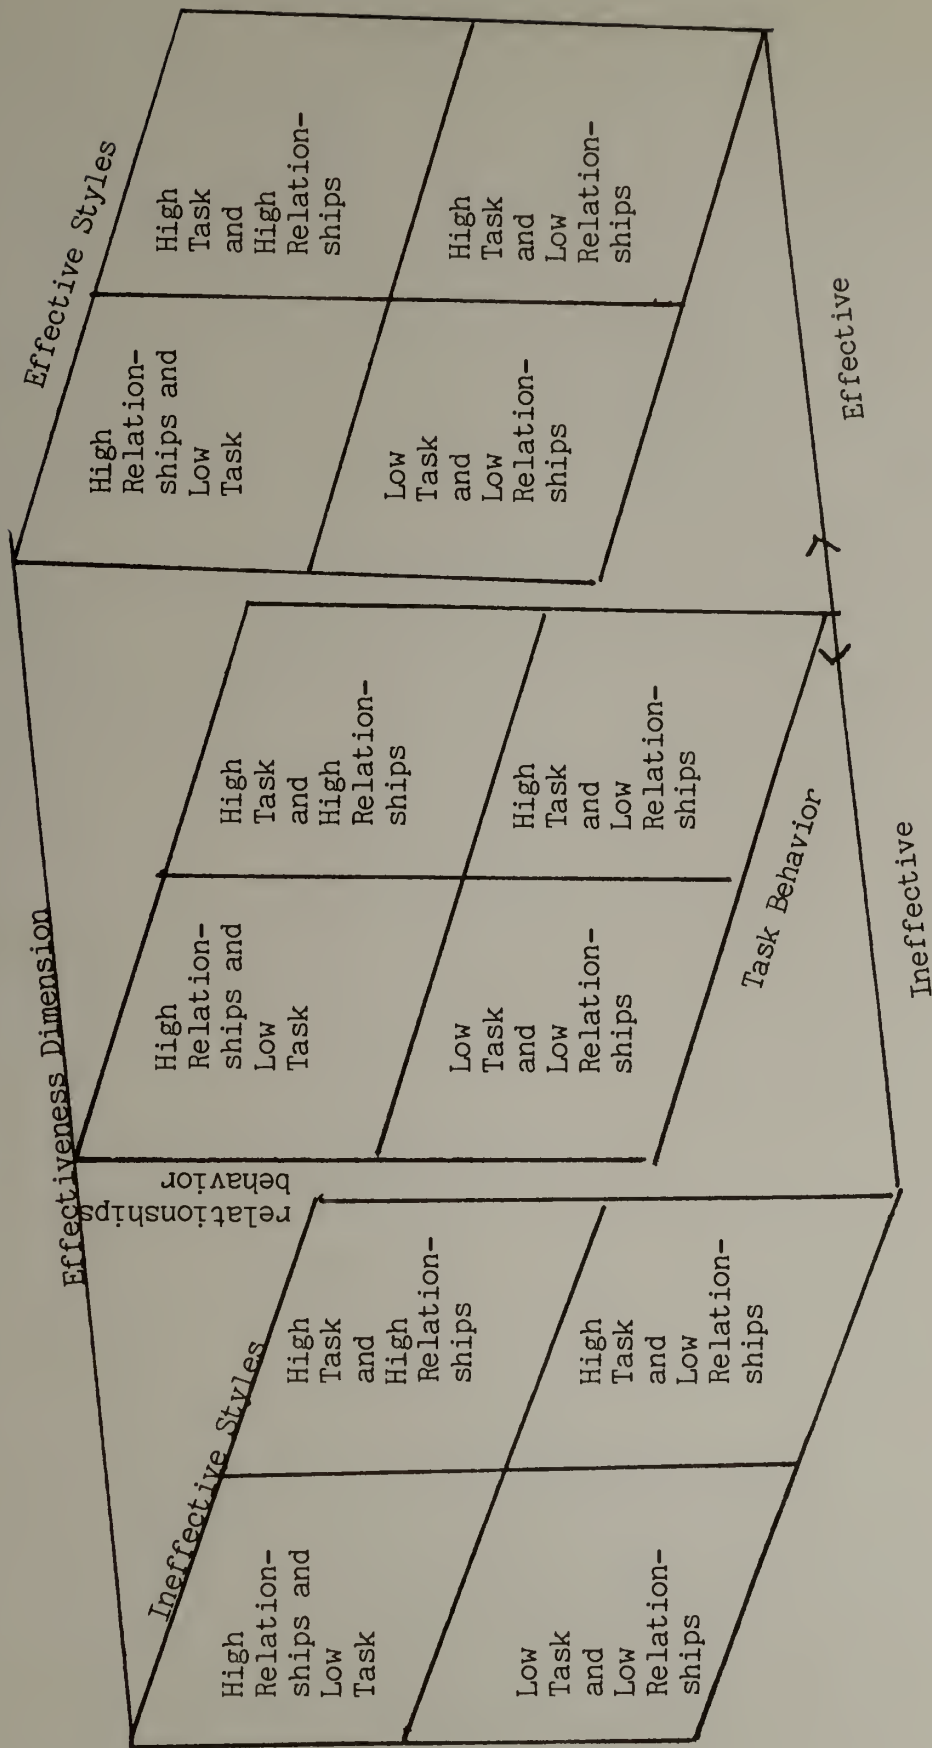 Effectiveness Dimension
Ineffective Styles
High
Relation-
ships and
Low
Task
High
Task
and
High
Relation-
ships
Low
Task
and
Low
Relation-
ships
High
Task
and
Low
Relation-
ships
relationships
behavior
High
Relation-
ships and
Low
Task
High
Task
and
High
Relation-
ships
Low
Task
and
Low
Relation-
ships
High
Task
and
Low
Relation-
ships
Task Behavior
Effective Styles
High
Relation-
ships and
Low
Task
High
Task
and
High
Relation-
ships
Low
Task
and
Low
Relation-
ships
High
Task
and
Low
Relation-
ships
Ineffective
Effective